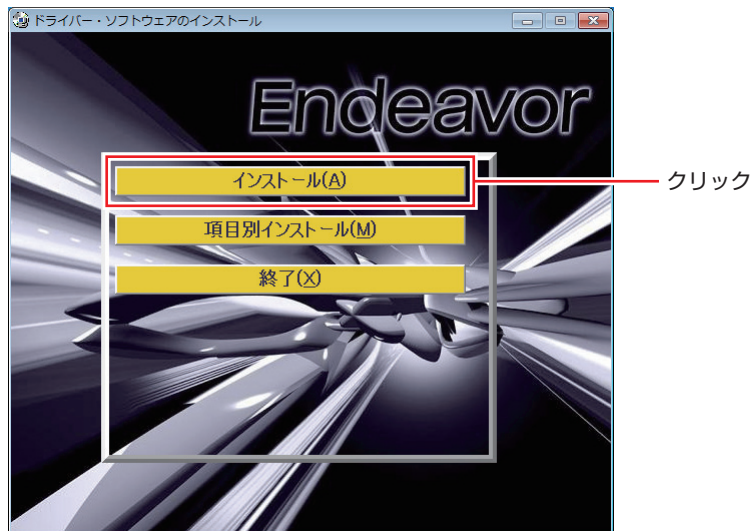 ドライバー・ソフトウェアのインストール
Endeavor
インストール(A)
クリック
項目別インストール(M)
終了(X)